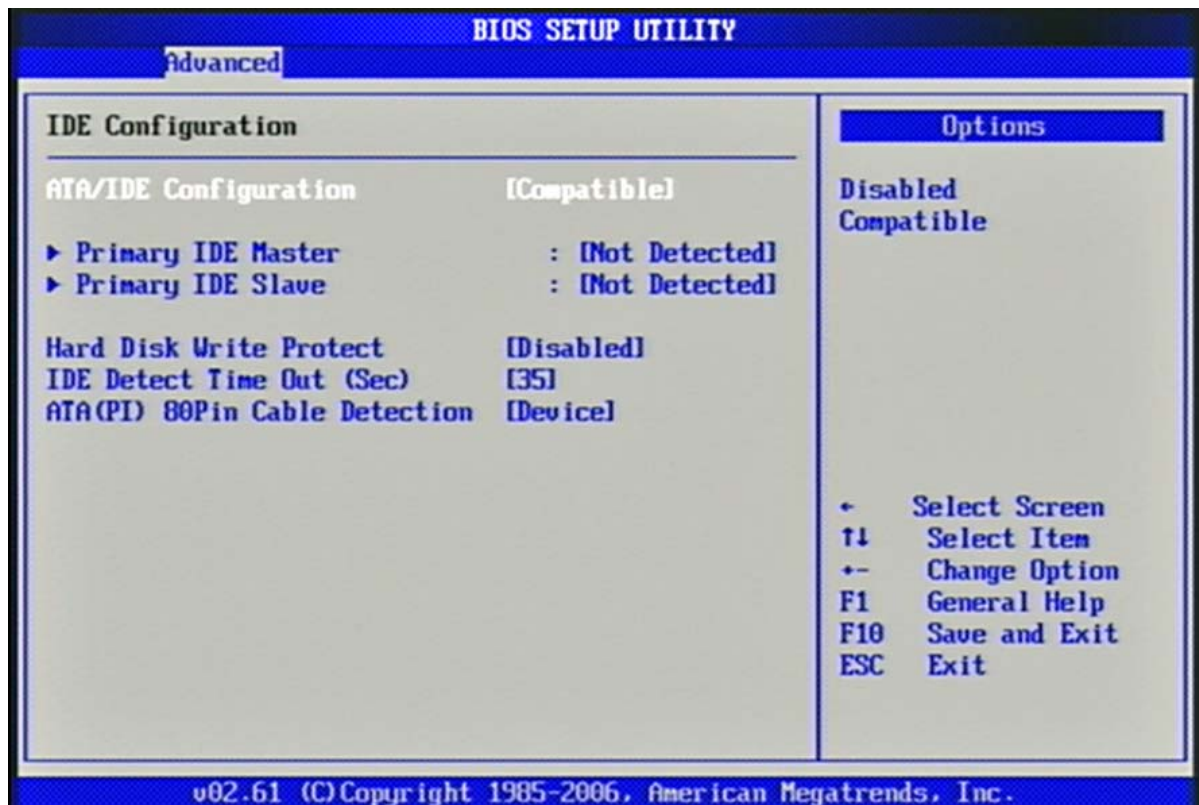 BIOS SETUP UTILITY
Advanced
IDE Configuration
ATA/IDE Configuration [Compatible]
▶ Primary IDE Master : [Not Detected]
▶ Primary IDE Slave : [Not Detected]
Hard Disk Write Protect [Disabled]
IDE Detect Time Out (Sec) [35]
ATA(PI) 80Pin Cable Detection [Device]
Options
Disabled
Compatible
← Select Screen
↑↓ Select Item
+- Change Option
F1 General Help
F10 Save and Exit
ESC Exit
v02.61 (C)Copyright 1985-2006, American Megatrends, Inc.